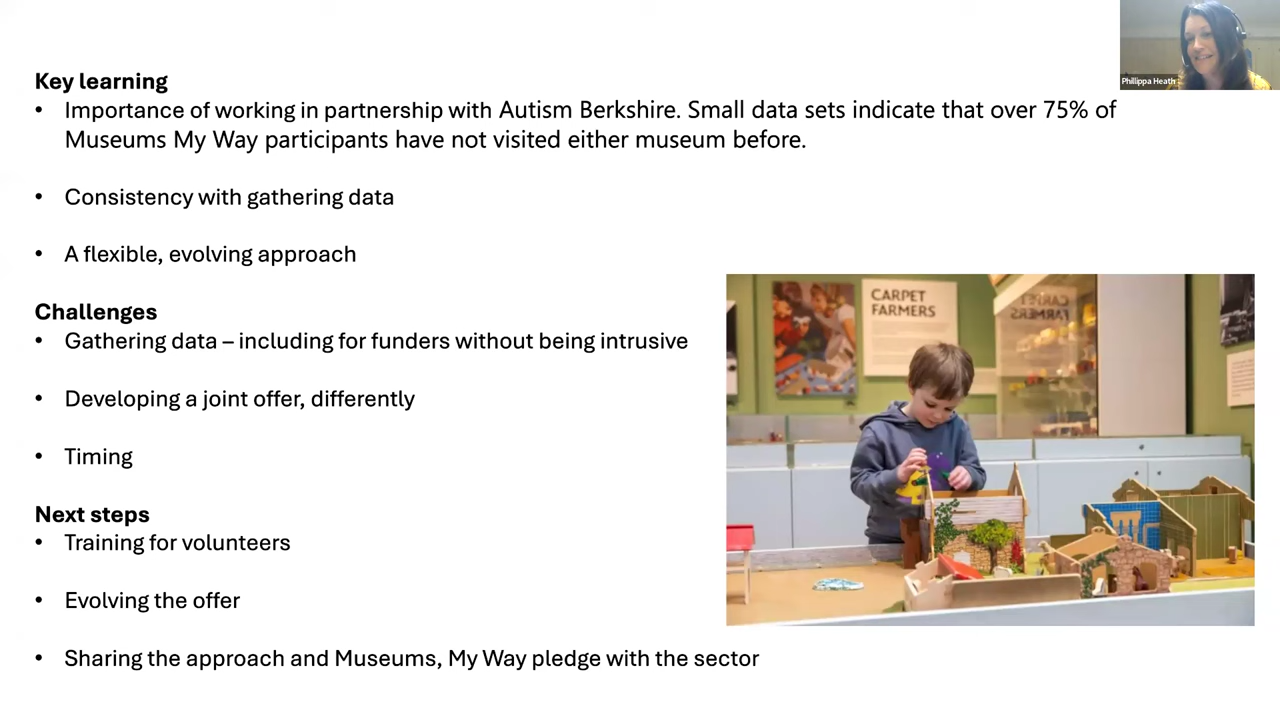 Phillippa Heath
Key learning
• Importance of working in partnership with Autism Berkshire. Small data sets indicate that over 75% of
Museums My Way participants have not visited either museum before.
• Consistency with gathering data
• A flexible, evolving approach
Challenges
• Gathering data – including for funders without being intrusive
• Developing a joint offer, differently
• Timing
Next steps
• Training for volunteers
• Evolving the offer
• Sharing the approach and Museums, My Way pledge with the sector
CARPET
FARMERS
CARPET
FARMERS